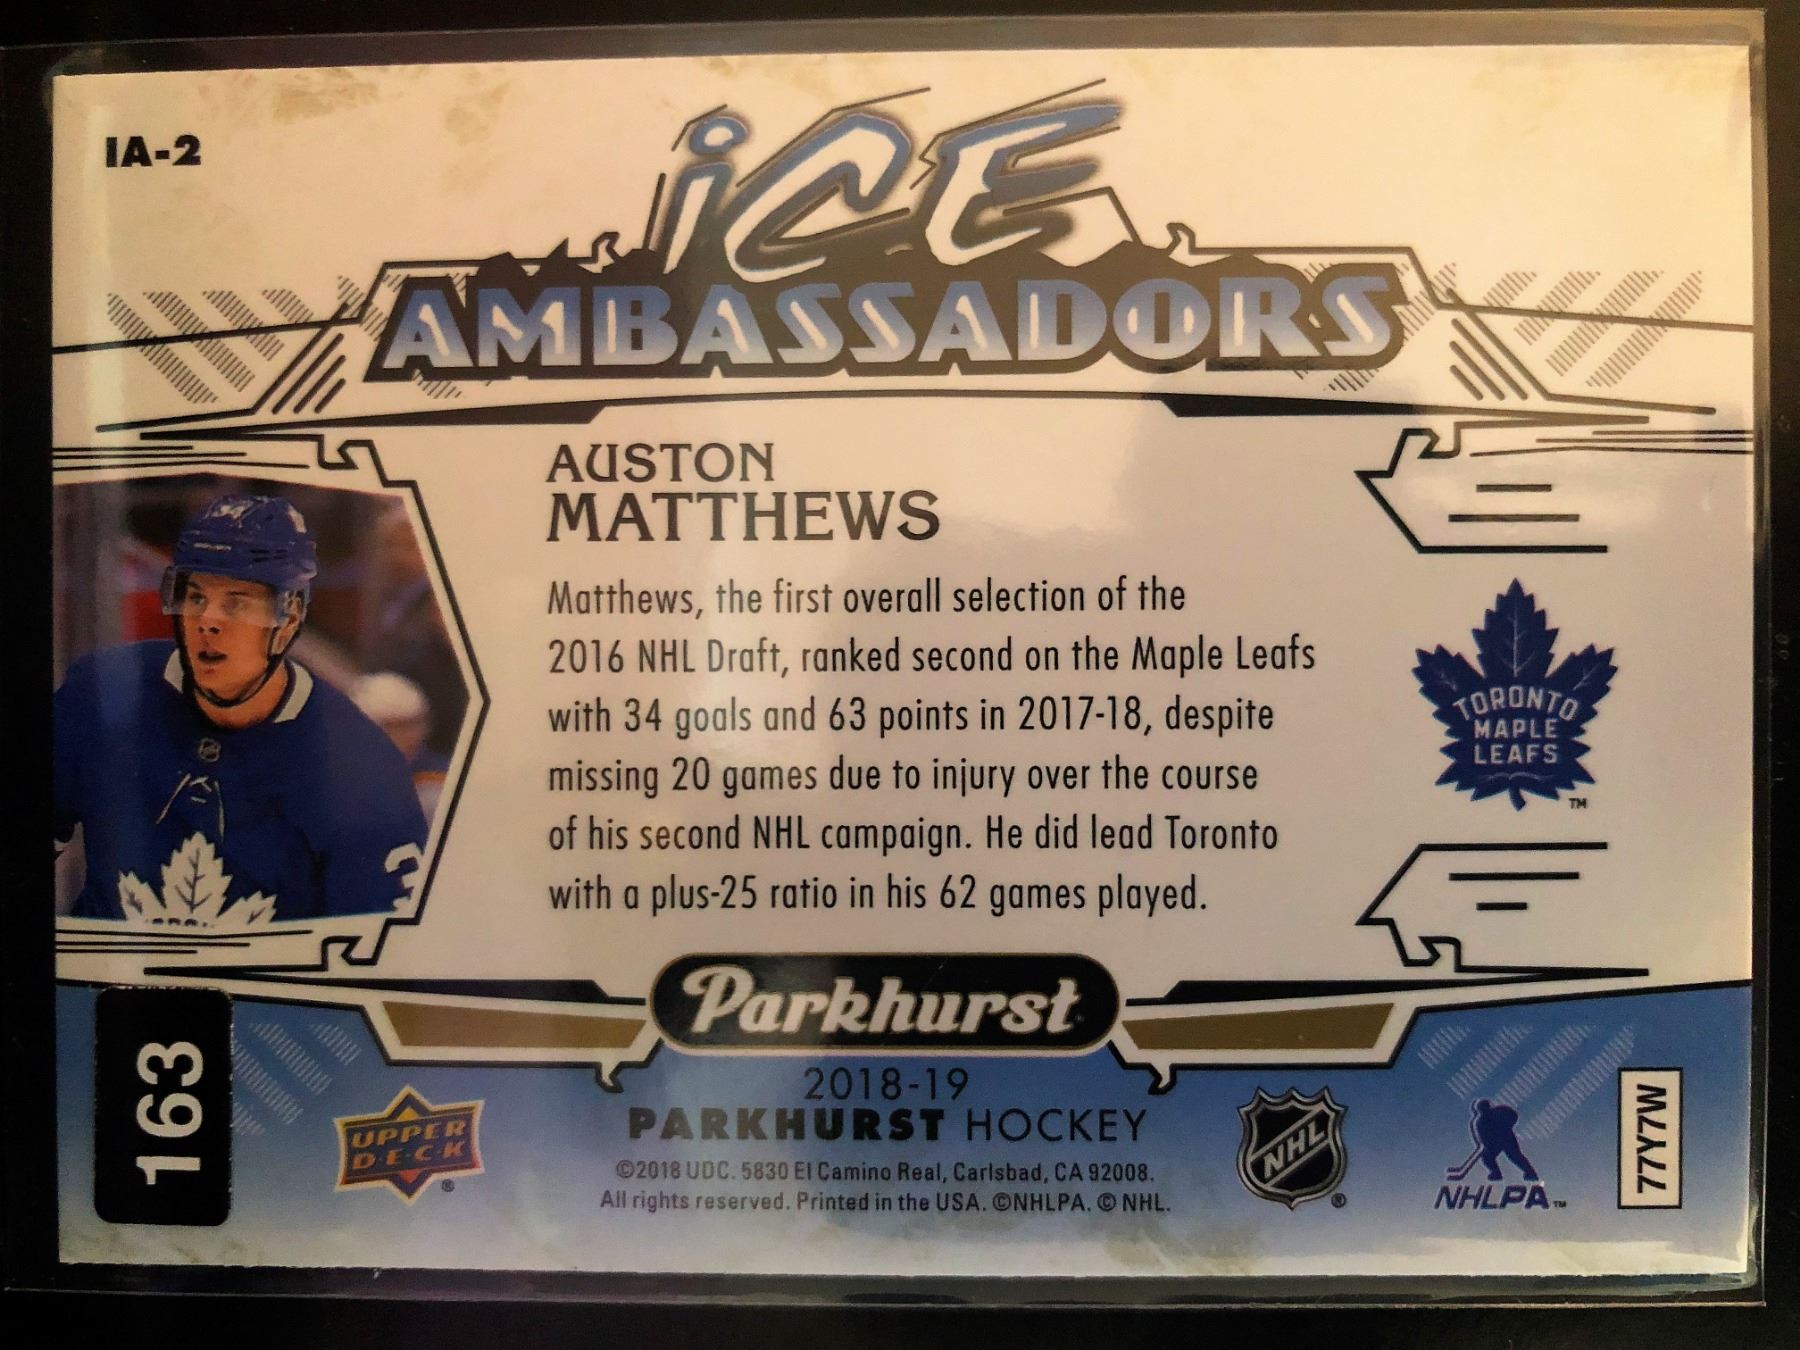 IA-2
iCE
AMBASSADORS
AUSTON
MATTHEWS
Matthews, the first overall selection of the
2016 NHL Draft, ranked second on the Maple Leafs
with 34 goals and 63 points in 2017-18, despite
missing 20 games due to injury over the course
of his second NHL campaign. He did lead Toronto
with a plus-25 ratio in his 62 games played.
TORONTO
MAPLE
LEAFS
TM
Parkhurst
163
UPPER
D·E·C·K
®
2018-19
PARKHURST HOCKEY
©2018 UDC. 5830 El Camino Real, Carlsbad, CA 92008.
All rights reserved. Printed in the USA. ©NHLPA. © NHL.
NHL
®
NHLPA™
77Y7W